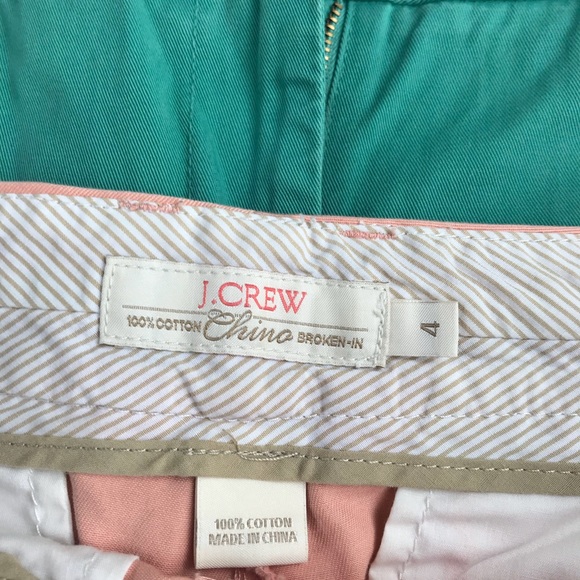 J.CREW
100% COTTON Chino BROKEN-IN
4
100% COTTON
MADE IN CHINA